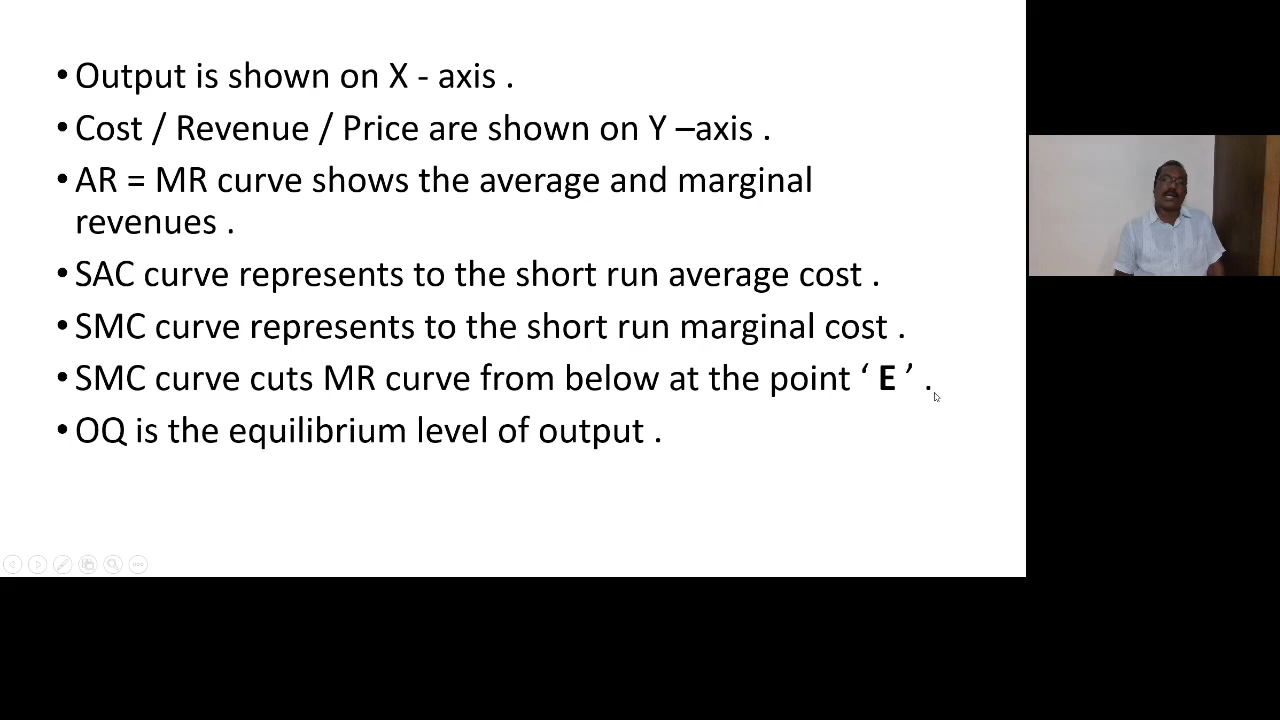 • Output is shown on X - axis .
• Cost / Revenue / Price are shown on Y –axis .
• AR = MR curve shows the average and marginal
revenues .
• SAC curve represents to the short run average cost .
• SMC curve represents to the short run marginal cost .
• SMC curve cuts MR curve from below at the point ‘ E ’ .
• OQ is the equilibrium level of output .